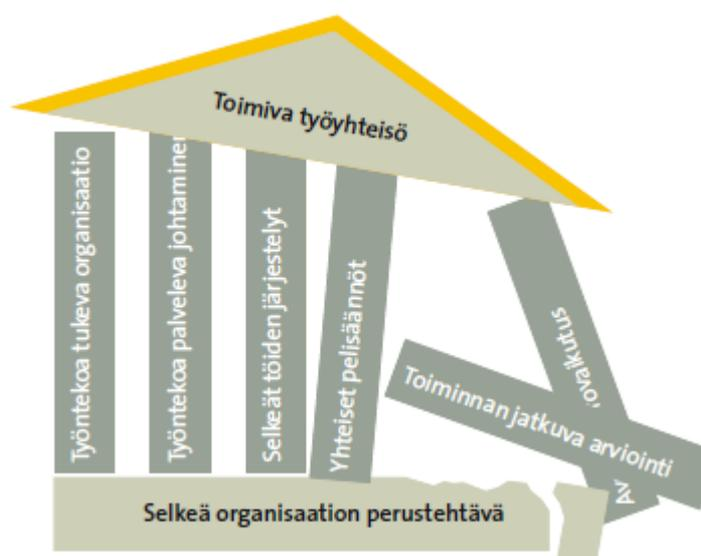 Toimiva työyhteisö
Työntekoa tukeva organisaatio
Työntekoa palveleva johtaminen
Selkeät töiden järjestelyt
Yhteiset pelisäännöt
Toiminnan jatkuva arviointi
Selkeä organisaation perustehtävä